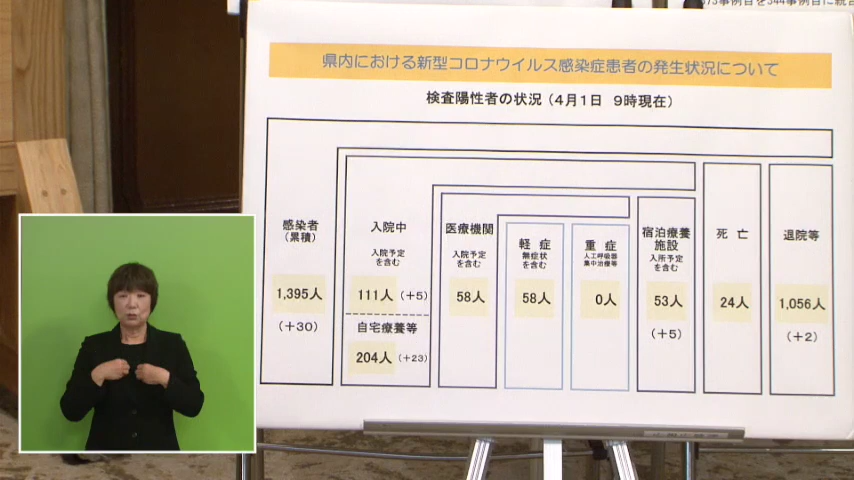 県内における新型コロナウイルス感染症患者の発生状況について
検査陽性者の状況(4月1日 9時現在)
感染者
(累積)
1,395人
(+30)
入院中
入院予定
を含む
111人 (+5)
自宅療養等
204人 (+23)
医療機関
入院予定
を含む
58人
軽症
無症状
を含む
58人
重症
人工呼吸器
集中治療等
0人
宿泊療養
施設
入所予定
を含む
53人
(+5)
死亡
24人
退院等
1,056人
(+2)